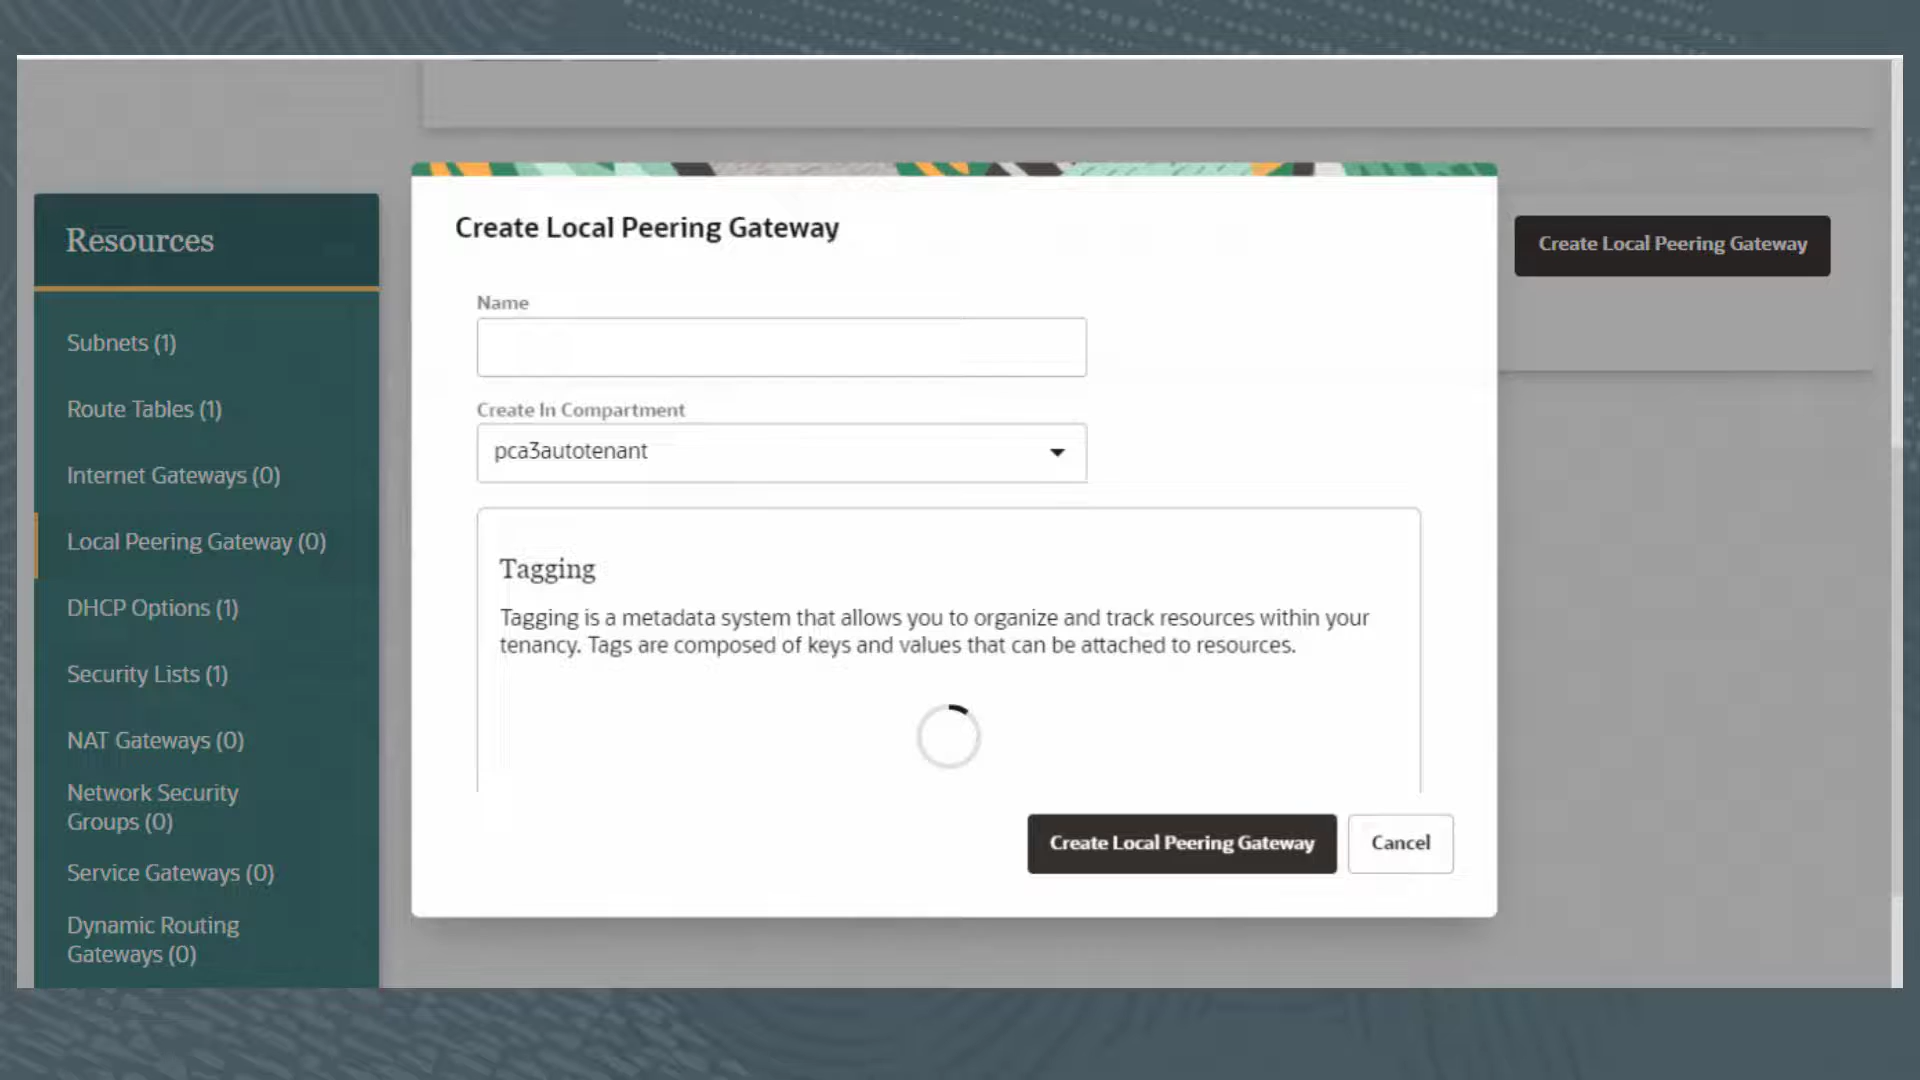 Resources
Subnets (1)
Route Tables (1)
Internet Gateways (0)
Local Peering Gateway (0)
DHCP Options (1)
Security Lists (1)
NAT Gateways (0)
Network Security
Groups (0)
Service Gateways (0)
Dynamic Routing
Gateways (0)
Create Local Peering Gateway
Name
Create In Compartment
pca3autotenant
Tagging
Tagging is a metadata system that allows you to organize and track resources within your
tenancy. Tags are composed of keys and values that can be attached to resources.
Create Local Peering Gateway
Cancel
Create Local Peering Gateway